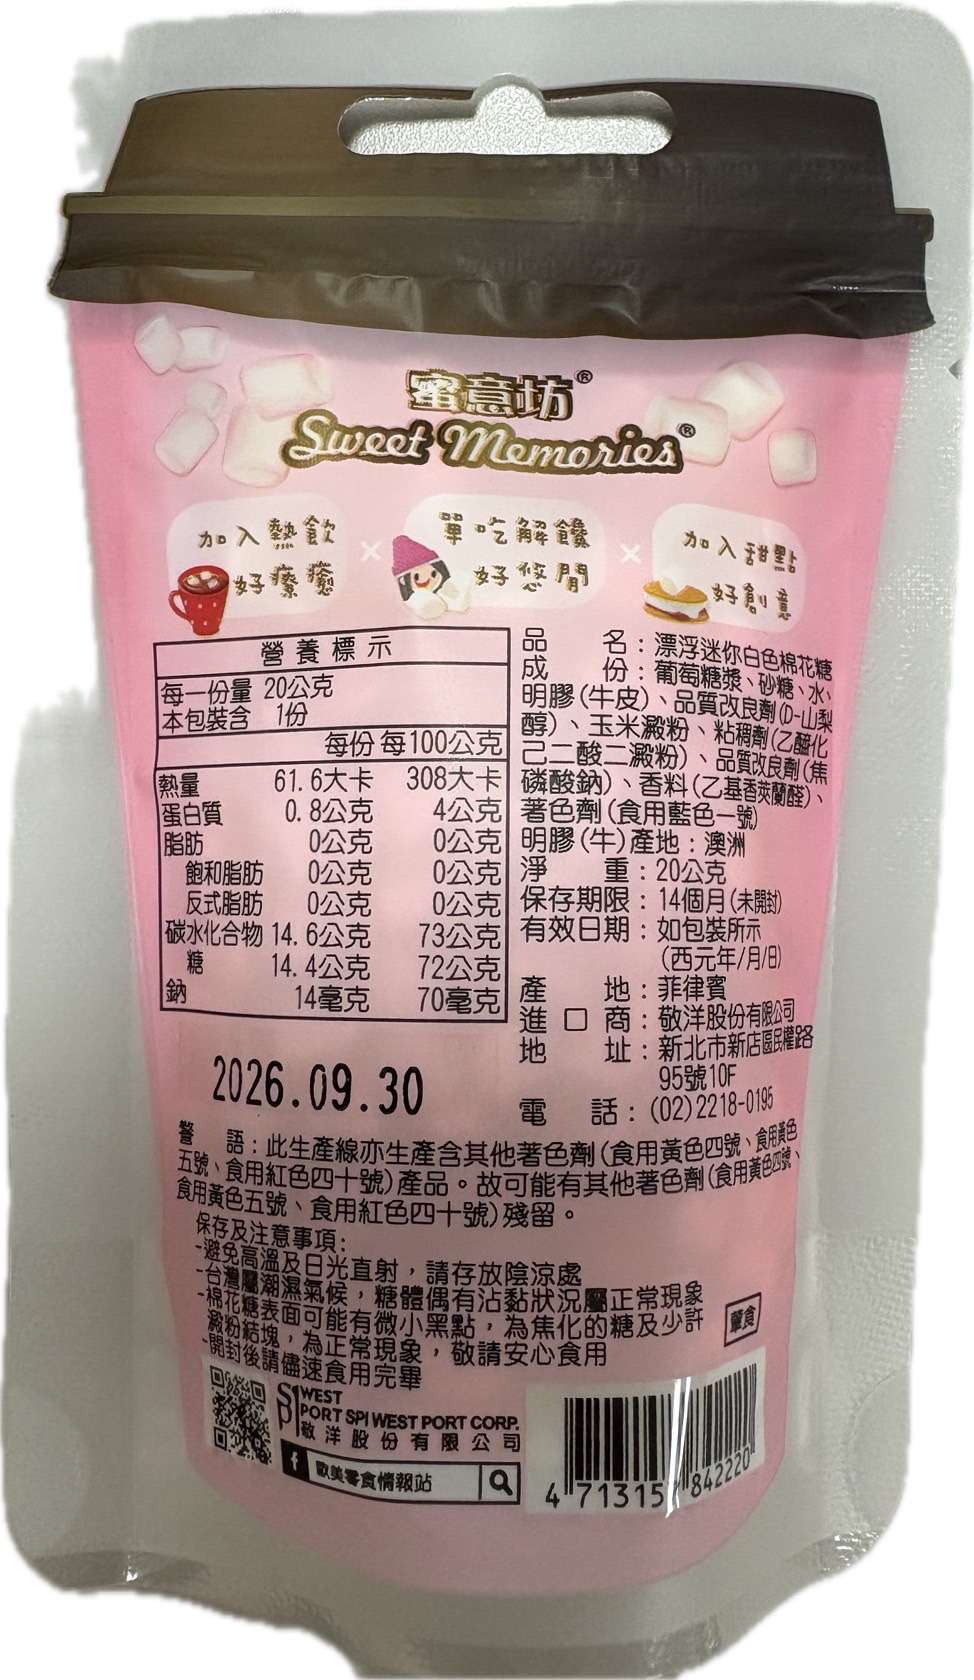 蜜意坊®
Sweet Memories®
加入熱飲
好療癒
×
單吃解饞
好悠閒
×
加入甜點
好創意
營養標示
每一份量 20公克
本包裝含 1份
每份 每100公克
熱量 61.6大卡 308大卡
蛋白質 0.8公克 4公克
脂肪 0公克 0公克
飽和脂肪 0公克 0公克
反式脂肪 0公克 0公克
碳水化合物 14.6公克 73公克
糖 14.4公克 72公克
鈉 14毫克 70毫克
品名：漂浮迷你白色棉花糖
成份：葡萄糖漿、砂糖、水、
明膠(牛皮)、品質改良劑(D-山梨
醇)、玉米澱粉、粘稠劑(乙醯化
己二酸二澱粉)、品質改良劑(焦
磷酸鈉)、香料(乙基香莢蘭醛)、
著色劑(食用藍色一號)
明膠(牛)產地：澳洲
淨重：20公克
保存期限：14個月(未開封)
有效日期：如包裝所示
(西元年/月/日)
產地：菲律賓
進口商：敬洋股份有限公司
地址：新北市新店區民權路
95號10F
電話：(02)2218-0195
2026.09.30
警語：此生產線亦生產含其他著色劑(食用黃色四號、食用黃色
五號、食用紅色四十號)產品。故可能有其他著色劑(食用黃色四號、
食用黃色五號、食用紅色四十號)殘留。
保存及注意事項:
-避免高溫及日光直射，請存放陰涼處
-台灣屬潮濕氣候，糖體偶有沾黏狀況屬正常現象
-棉花糖表面可能有微小黑點，為焦化的糖及少許
澱粉結塊，為正常現象，敬請安心食用
-開封後請儘速食用完畢
葷食
SPI WEST
PORT SPI WEST PORT CORP.
敬洋股份有限公司
f 歐美零食情報站
4 713157 842220